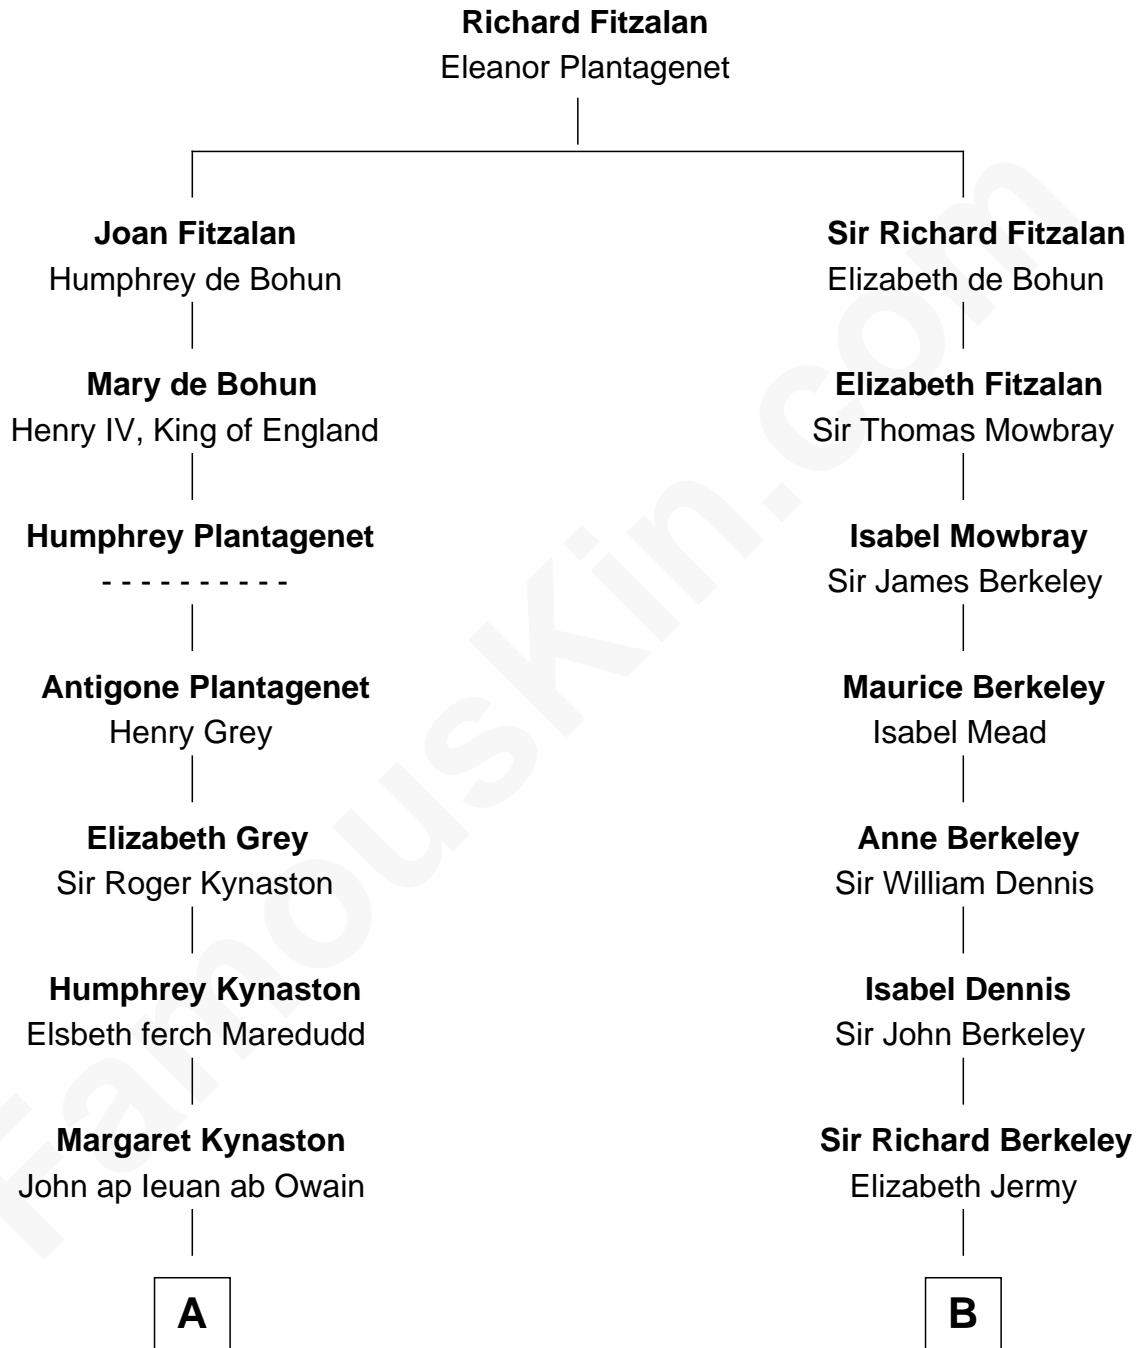 Richard Fitzalan
Eleanor Plantagenet
Joan Fitzalan
Humphrey de Bohun
Sir Richard Fitzalan
Elizabeth de Bohun
Mary de Bohun
Henry IV, King of England
Elizabeth Fitzalan
Sir Thomas Mowbray
Humphrey Plantagenet
- - - - - - - - - -
Isabel Mowbray
Sir James Berkeley
Antigone Plantagenet
Henry Grey
Maurice Berkeley
Isabel Mead
Elizabeth Grey
Sir Roger Kynaston
Anne Berkeley
Sir William Dennis
Humphrey Kynaston
Elsbeth ferch Maredudd
Isabel Dennis
Sir John Berkeley
Margaret Kynaston
John ap Ieuan ab Owain
Sir Richard Berkeley
Elizabeth Jermy
A
B
FamousKin.com